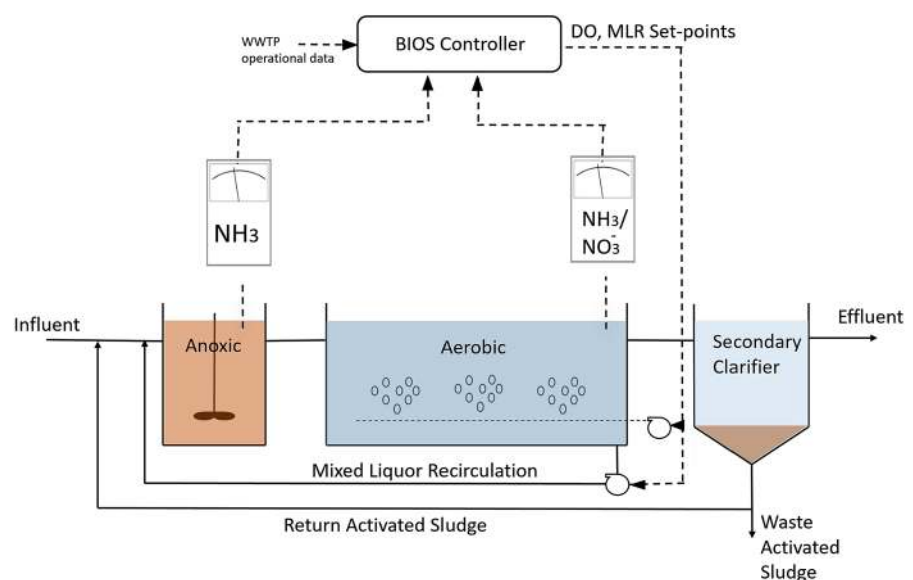 BIOS Controller
DO, MLR Set-points
WWTP
operational data
NH₃
NH₃/
NO₃⁻
Influent
Anoxic
Aerobic
Secondary
Clarifier
Effluent
Mixed Liquor Recirculation
Return Activated Sludge
Waste
Activated
Sludge